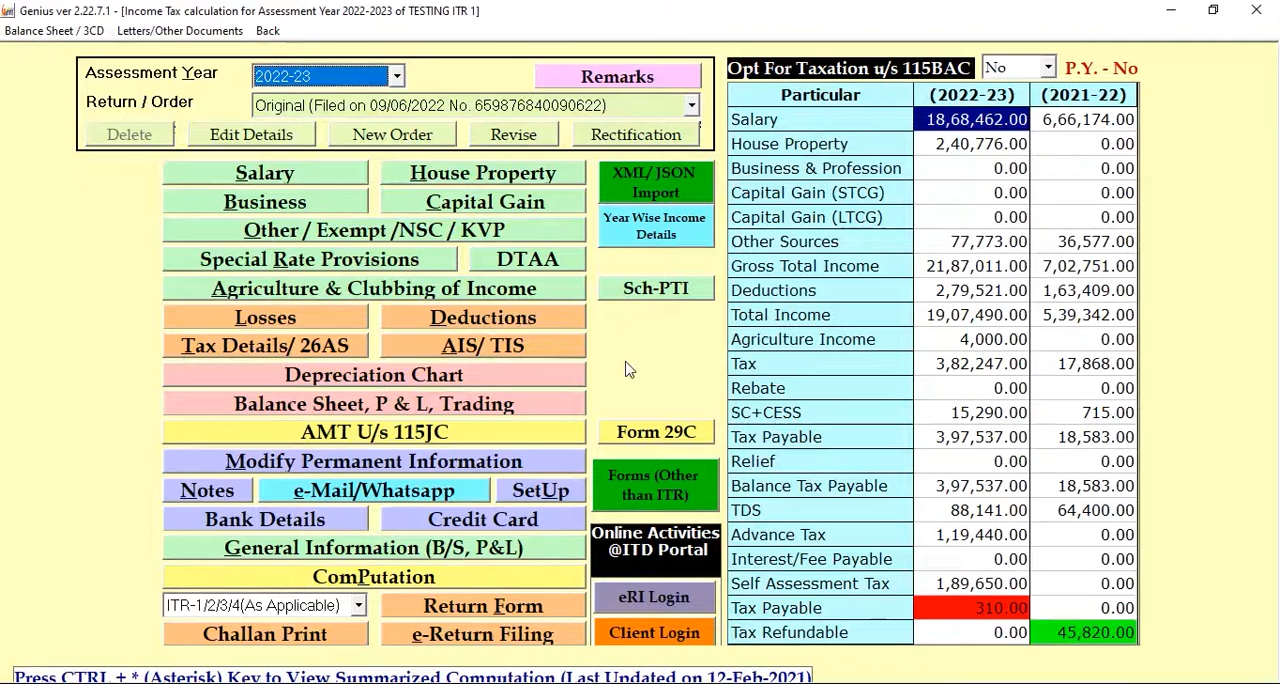 Genius ver 2.22.7.1 - [Income Tax calculation for Assessment Year 2022-2023 of TESTING ITR 1]
Balance Sheet / 3CD Letters/Other Documents Back
Assessment Year 2022-23 Remarks
Return / Order Original (Filed on 09/06/2022 No. 659876840090622)
Delete Edit Details New Order Revise Rectification
Salary House Property XML/ JSON Import
Business Capital Gain Year Wise Income Details
Other / Exempt /NSC / KVP
Special Rate Provisions DTAA
Agriculture & Clubbing of Income Sch-PTI
Losses Deductions
Tax Details/ 26AS AIS/ TIS
Depreciation Chart
Balance Sheet, P & L, Trading
AMT U/s 115JC Form 29C
Modify Permanent Information Forms (Other than ITR)
Notes e-Mail/Whatsapp SetUp
Bank Details Credit Card Online Activities @ITD Portal
General Information (B/S, P&L)
ComPutation eRI Login
ITR-1/2/3/4(As Applicable) Return Form
Challan Print e-Return Filing Client Login
Opt For Taxation u/s 115BAC No P.Y. - No
Particular (2022-23) (2021-22)
Salary 18,68,462.00 6,66,174.00
House Property 2,40,776.00 0.00
Business & Profession 0.00 0.00
Capital Gain (STCG) 0.00 0.00
Capital Gain (LTCG) 0.00 0.00
Other Sources 77,773.00 36,577.00
Gross Total Income 21,87,011.00 7,02,751.00
Deductions 2,79,521.00 1,63,409.00
Total Income 19,07,490.00 5,39,342.00
Agriculture Income 4,000.00 0.00
Tax 3,82,247.00 17,868.00
Rebate 0.00 0.00
SC+CESS 15,290.00 715.00
Tax Payable 3,97,537.00 18,583.00
Relief 0.00 0.00
Balance Tax Payable 3,97,537.00 18,583.00
TDS 88,141.00 64,400.00
Advance Tax 1,19,440.00 0.00
Interest/Fee Payable 0.00 0.00
Self Assessment Tax 1,89,650.00 0.00
Tax Payable 310.00 0.00
Tax Refundable 0.00 45,820.00
Press CTRL + * (Asterisk) Key to View Summarized Computation (Last Updated on 12-Feb-2021)